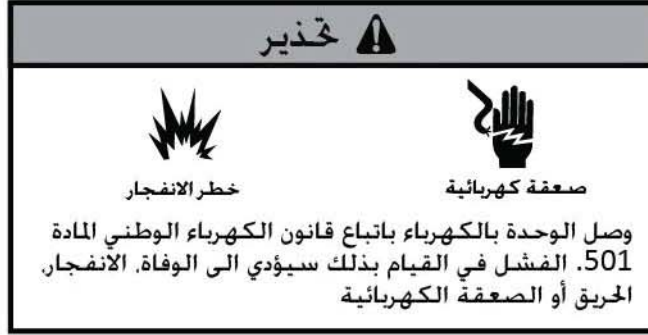 تحذير
صعقة كهربائية
خطر الانفجار
وصل الوحدة بالكهرباء باتباع قانون الكهرباء الوطني المادة
501. الفشل في القيام بذلك سيؤدي الى الوفاة, الانفجار,
الحريق أو الصعقة الكهربائية